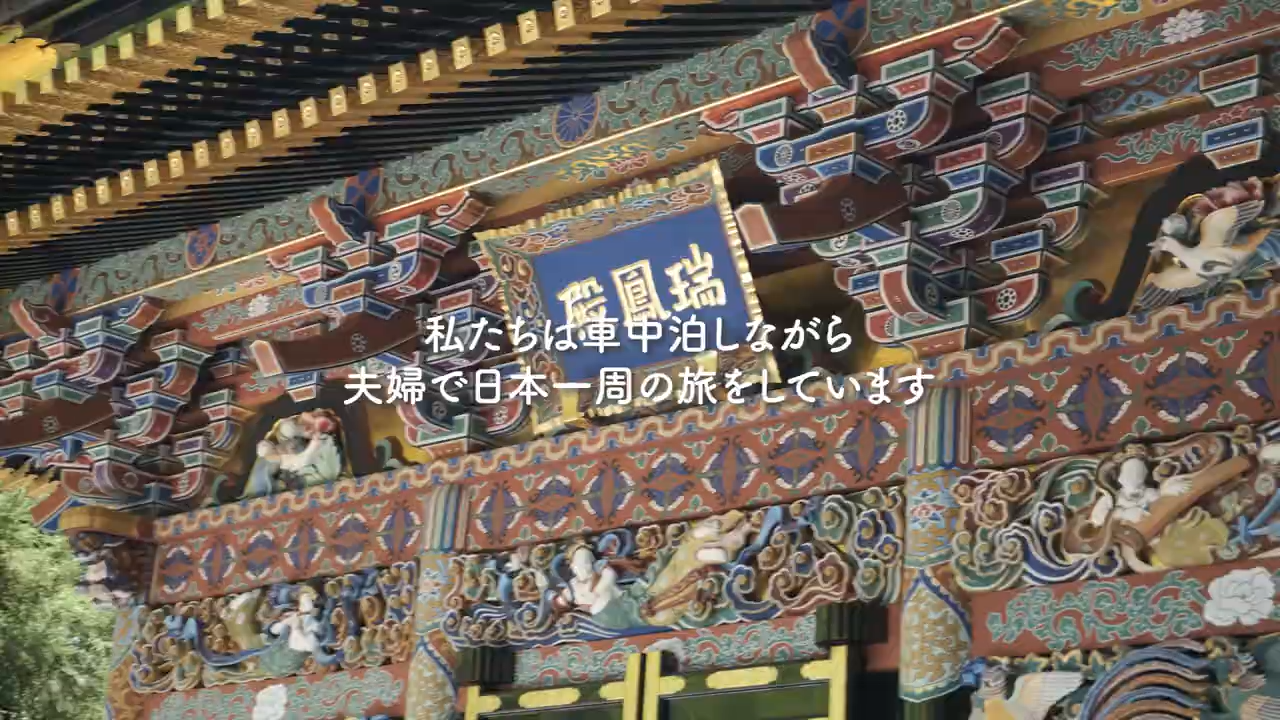 瑞鳳殿
私たちは車中泊しながら
夫婦で日本一周の旅をしています